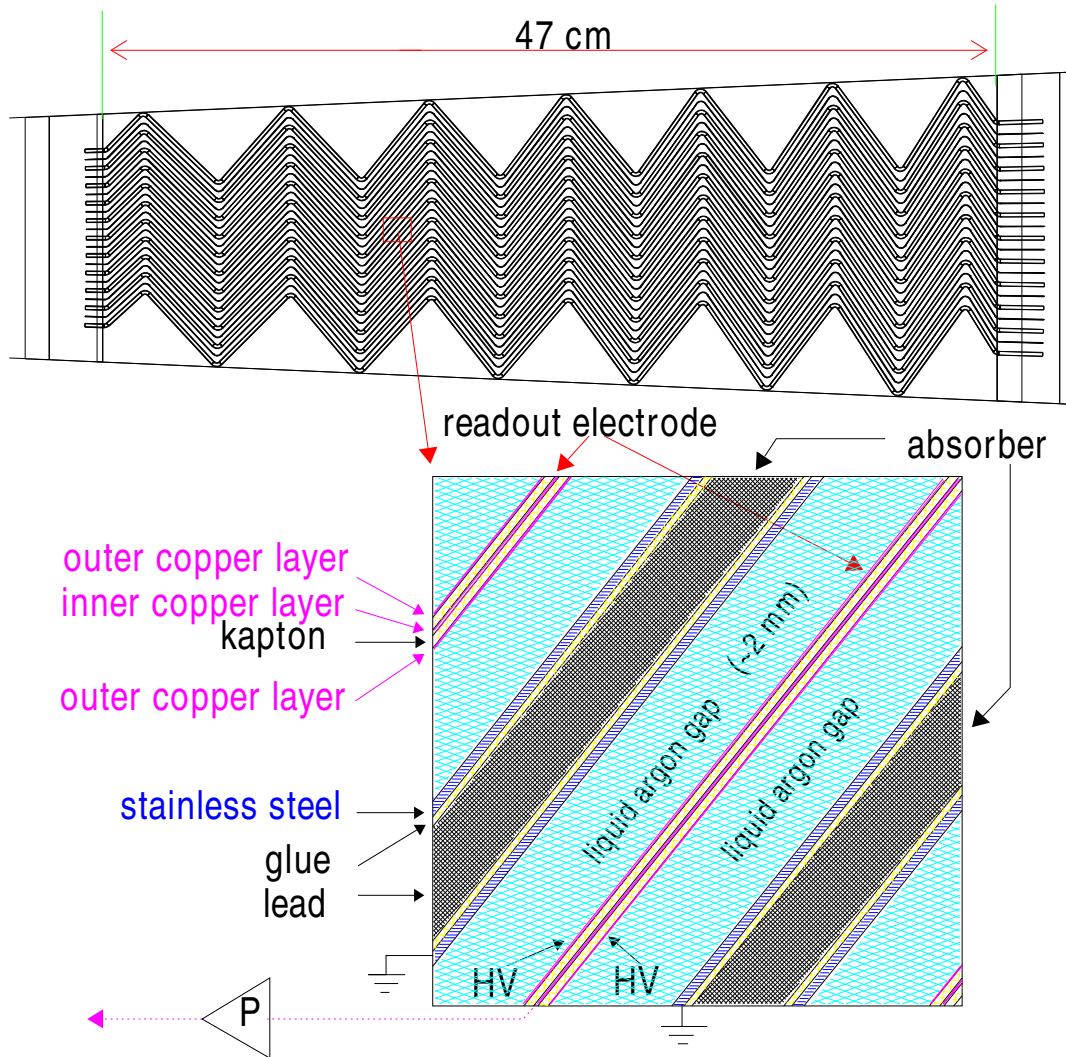 47 cm
readout electrode
absorber
outer copper layer
inner copper layer
kapton
outer copper layer
(~2 mm)
liquid argon gap
liquid argon gap
stainless steel
glue
lead
HV
HV
P